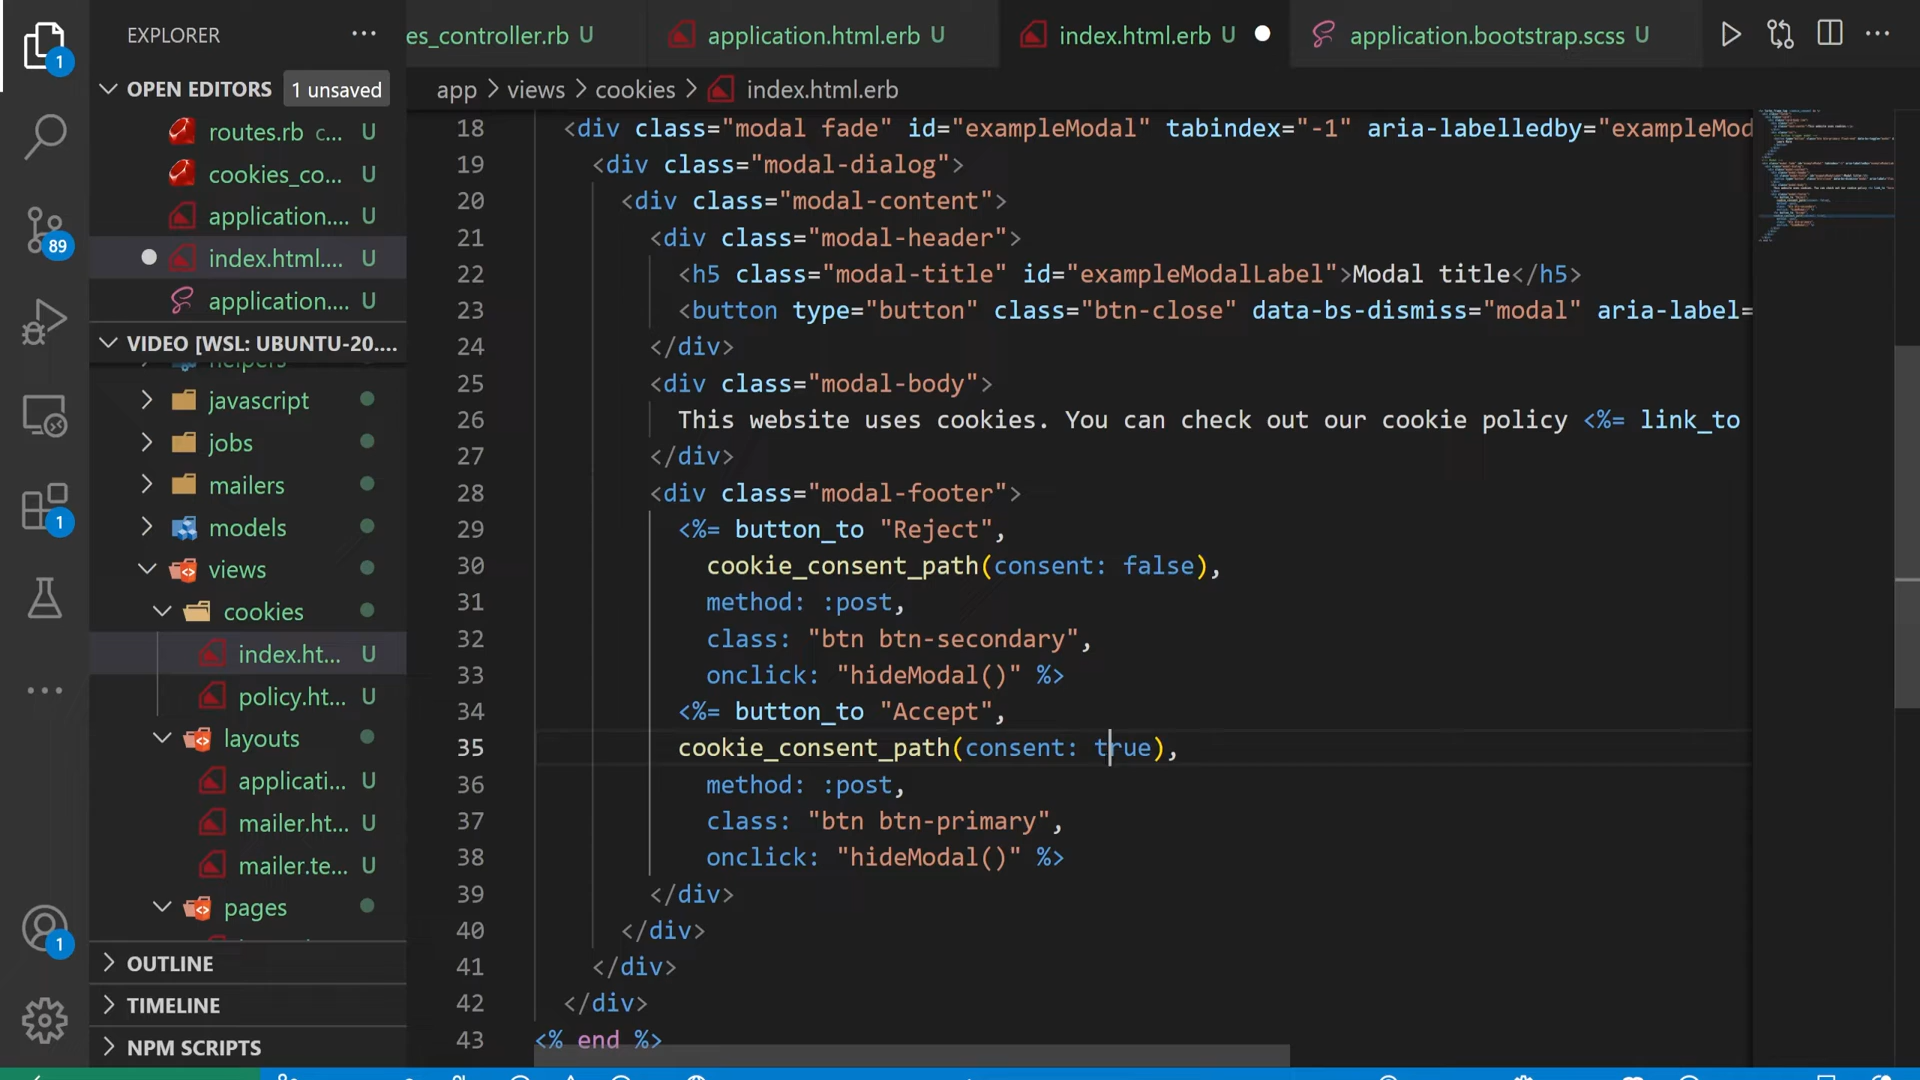 EXPLORER
es_controller.rb U
application.html.erb U
index.html.erb U
application.bootstrap.scss U
OPEN EDITORS 1 unsaved
app > views > cookies > index.html.erb
routes.rb c... U
cookies_co... U
application.... U
index.html.... U
application.... U
VIDEO [WSL: UBUNTU-20....
helpers
javascript
jobs
mailers
models
views
cookies
index.ht... U
policy.ht... U
layouts
applicati... U
mailer.ht... U
mailer.te... U
pages
OUTLINE
TIMELINE
NPM SCRIPTS
1
89
1
1
18 <div class="modal fade" id="exampleModal" tabindex="-1" aria-labelledby="exampleMod
19 <div class="modal-dialog">
20 <div class="modal-content">
21 <div class="modal-header">
22 <h5 class="modal-title" id="exampleModalLabel">Modal title</h5>
23 <button type="button" class="btn-close" data-bs-dismiss="modal" aria-label=
24 </div>
25 <div class="modal-body">
26 This website uses cookies. You can check out our cookie policy <%= link_to
27 </div>
28 <div class="modal-footer">
29 <%= button_to "Reject",
30 cookie_consent_path(consent: false),
31 method: :post,
32 class: "btn btn-secondary",
33 onclick: "hideModal()" %>
34 <%= button_to "Accept",
35 cookie_consent_path(consent: true),
36 method: :post,
37 class: "btn btn-primary",
38 onclick: "hideModal()" %>
39 </div>
40 </div>
41 </div>
42 </div>
43 <% end %>